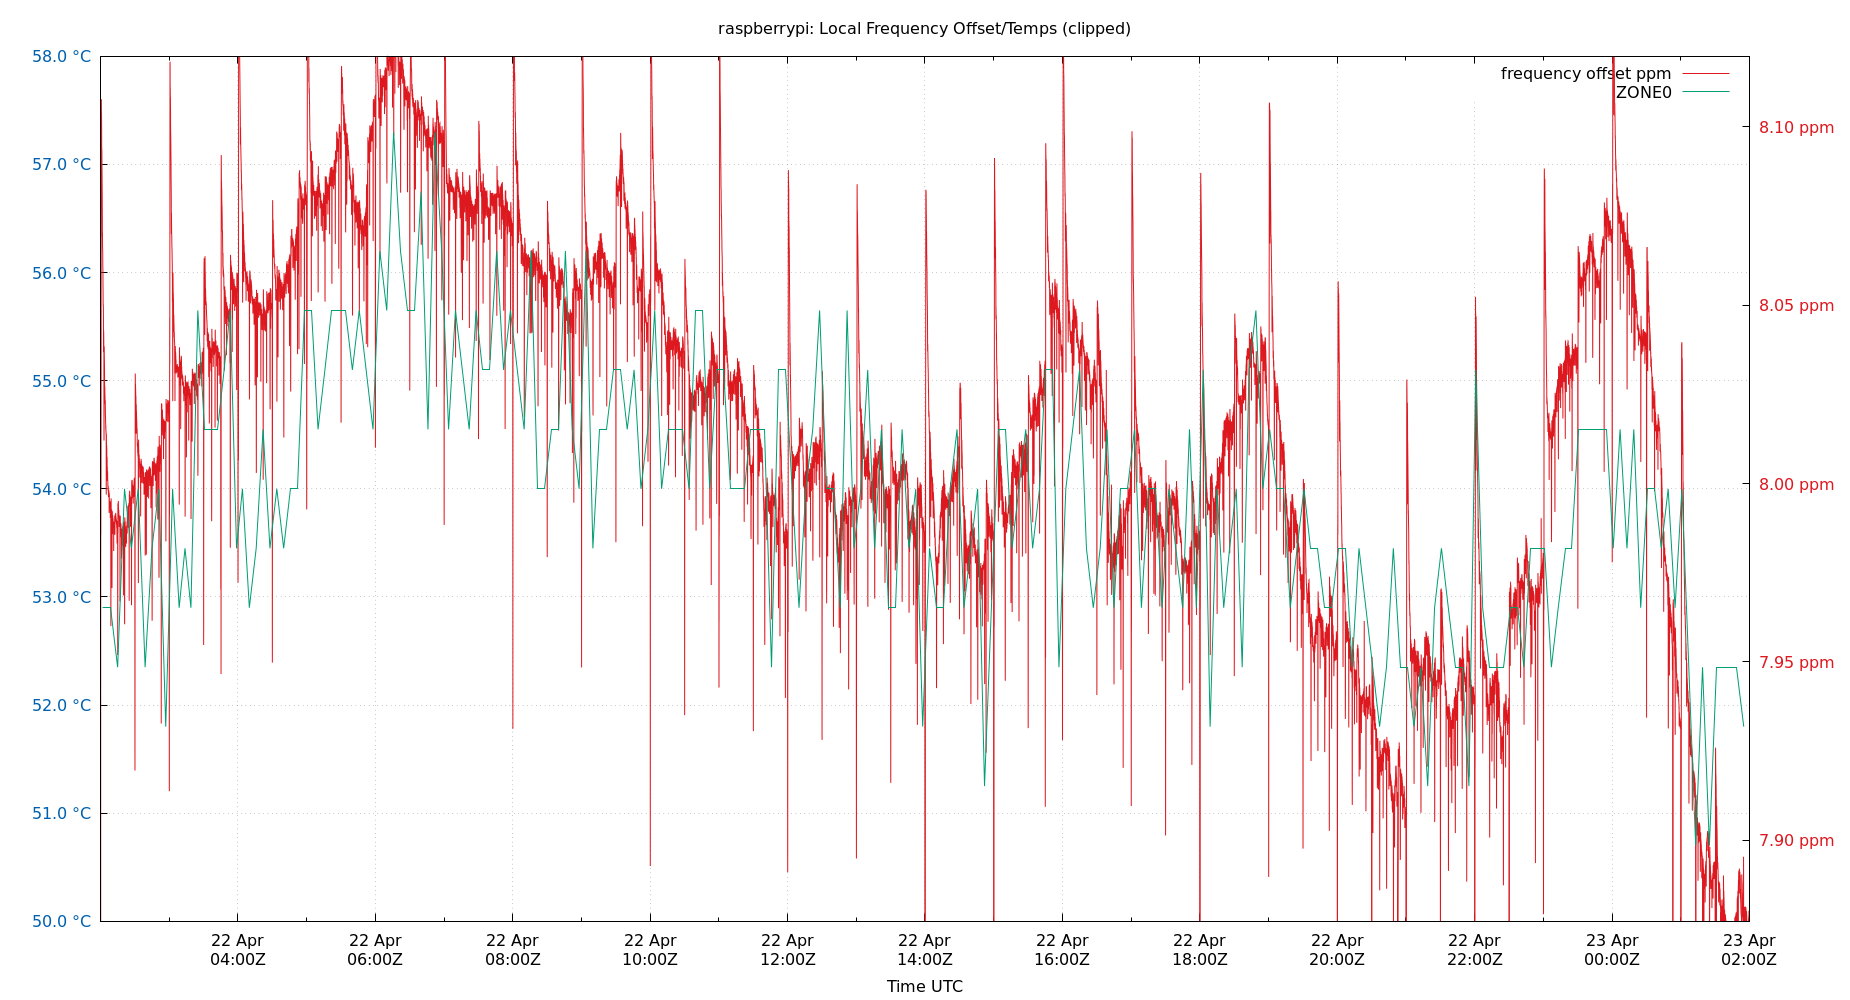 raspberrypi: Local Frequency Offset/Temps (clipped)
frequency offset ppm
ZONE0
58.0 °C
57.0 °C
56.0 °C
55.0 °C
54.0 °C
53.0 °C
52.0 °C
51.0 °C
50.0 °C
8.10 ppm
8.05 ppm
8.00 ppm
7.95 ppm
7.90 ppm
22 Apr 22 Apr 22 Apr 22 Apr 22 Apr 22 Apr 22 Apr 22 Apr 22 Apr 22 Apr 23 Apr 23 Apr
04:00Z 06:00Z 08:00Z 10:00Z 12:00Z 14:00Z 16:00Z 18:00Z 20:00Z 22:00Z 00:00Z 02:00Z
Time UTC